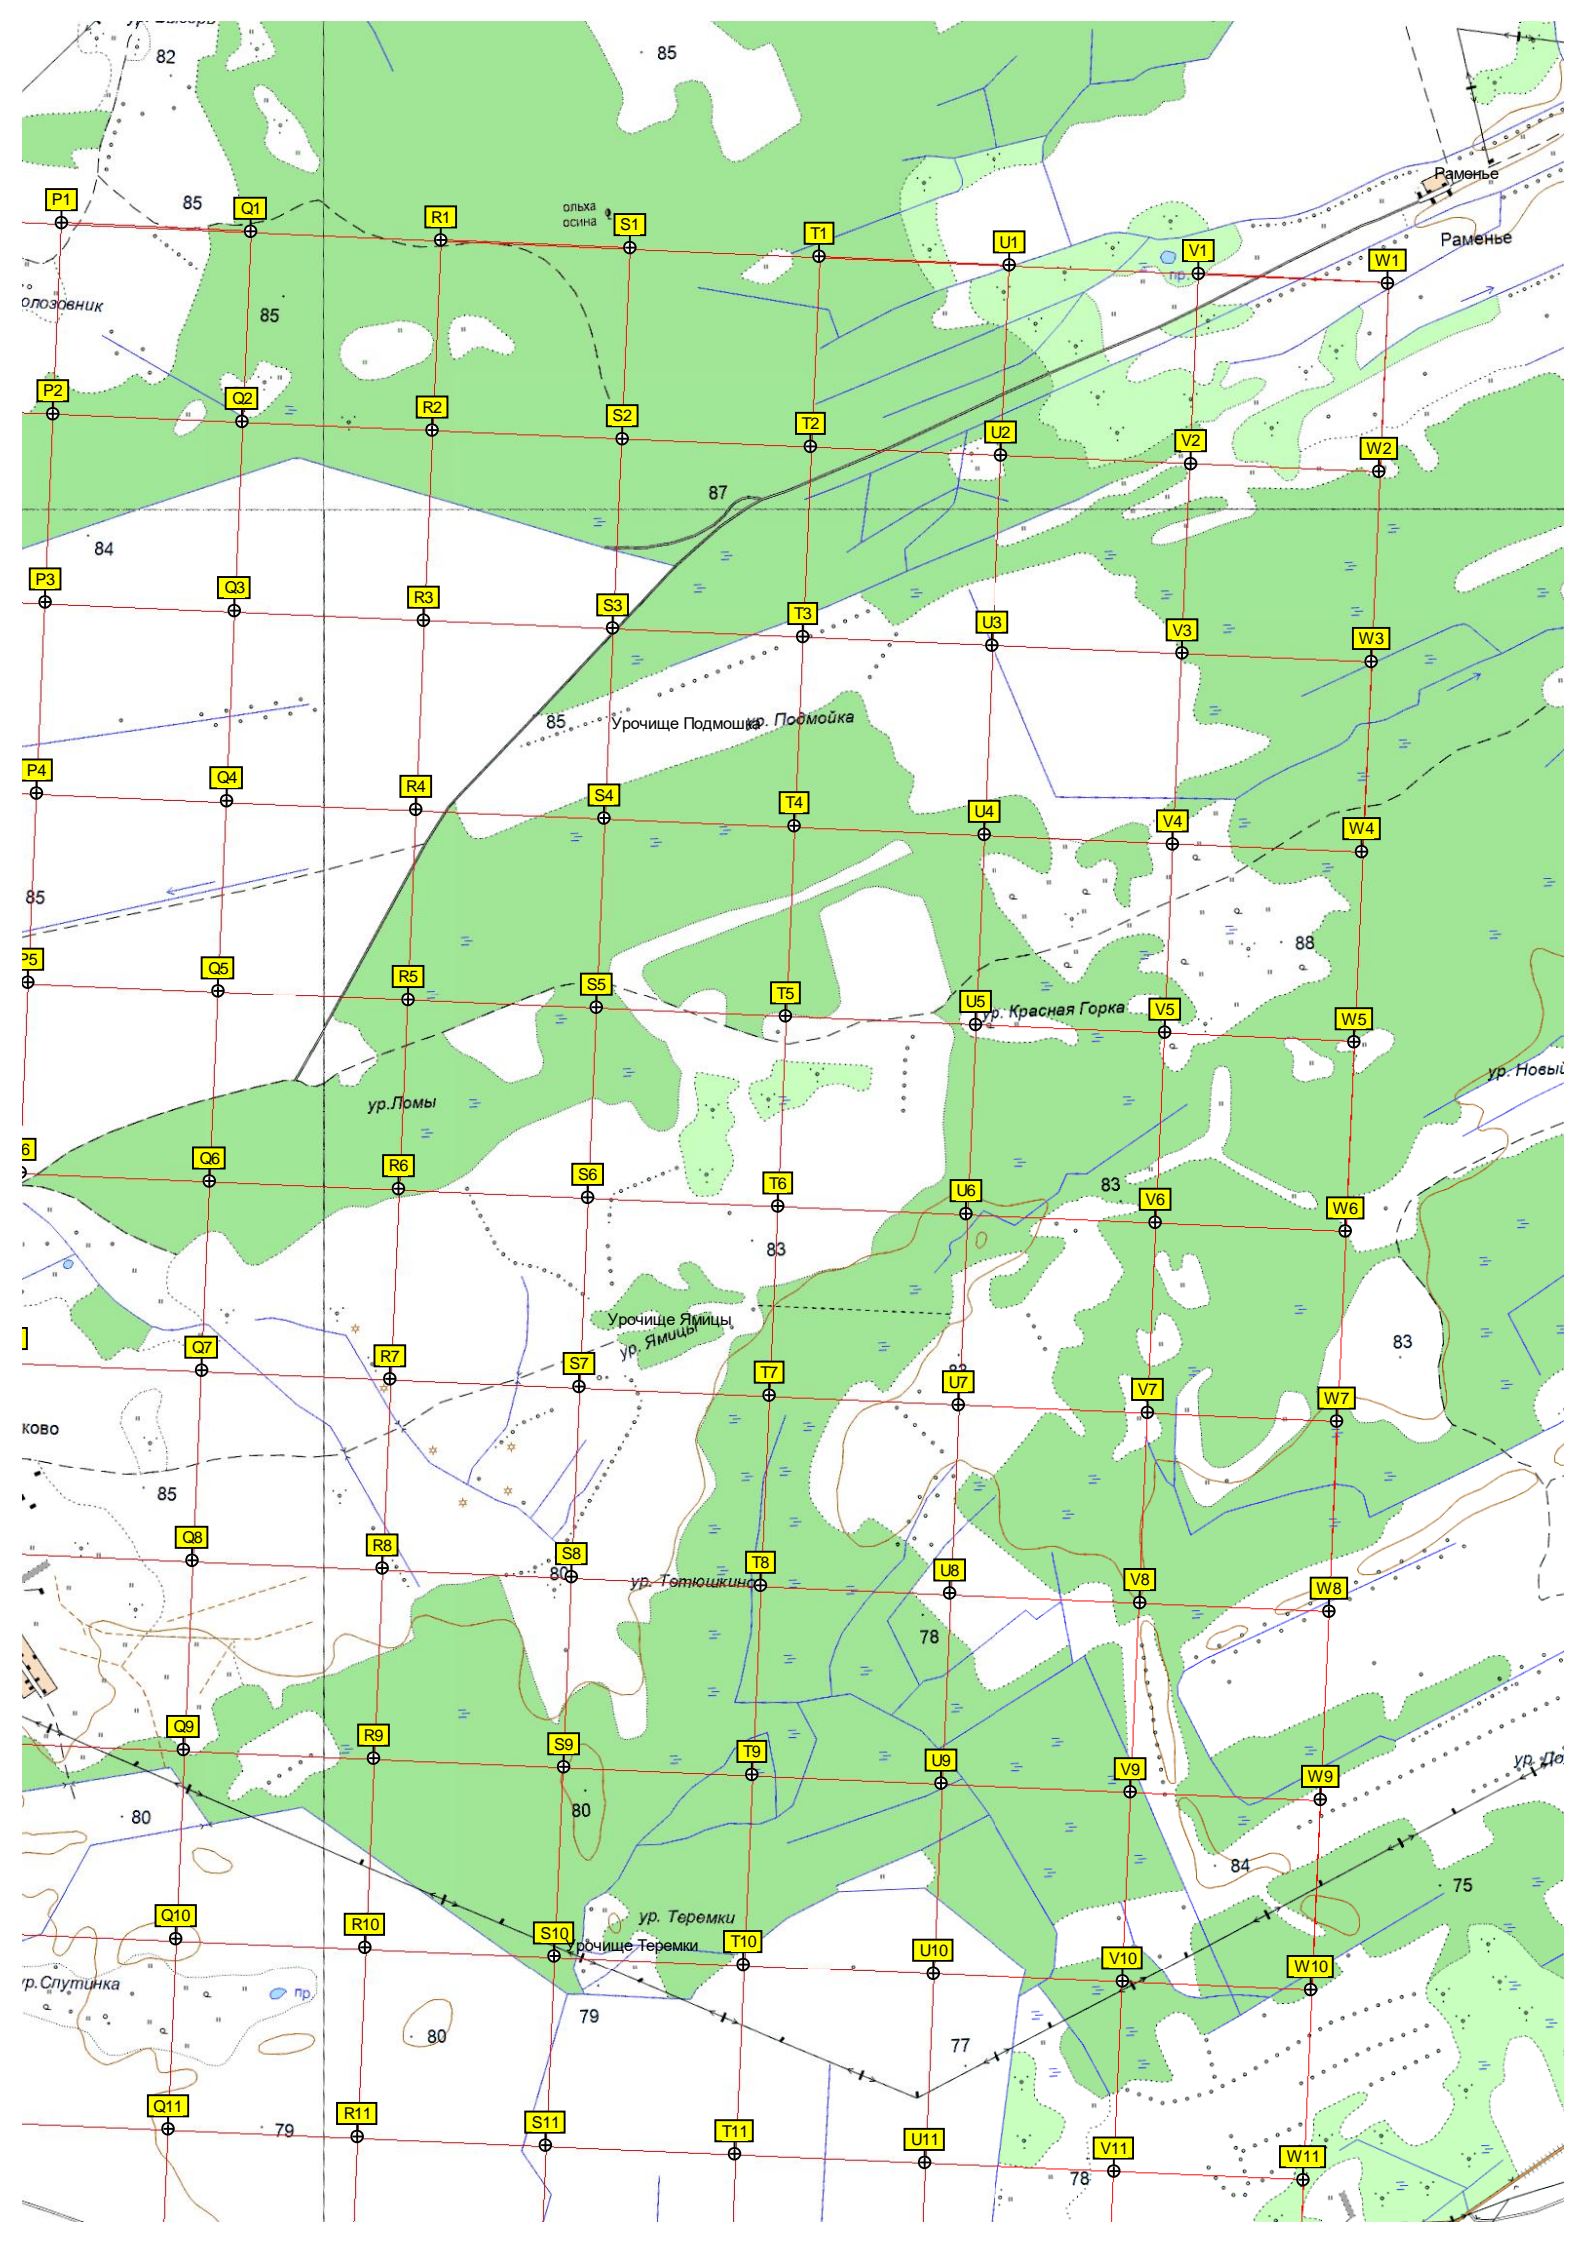 82
85
P1
85
Q1
R1
ольха
осина
S1
T1
U1
V1
W1
Раменье
Раменье
пр.
85
P2
Q2
R2
S2
T2
U2
V2
W2
87
84
P3
Q3
R3
S3
T3
U3
V3
W3
85
Урочище Подмошка
ур. Подмойка
P4
Q4
R4
S4
T4
U4
V4
W4
85
88
P5
Q5
R5
S5
T5
U5
ур. Красная Горка
V5
W5
ур. Новый
ур.Ломы
6
Q6
R6
S6
T6
U6
83
V6
W6
83
Урочище Ямицы
ур. Ямицы
83
Q7
R7
S7
T7
U7
V7
W7
ково
85
Q8
R8
S8
80
ур. Тетюшкино
T8
U8
V8
W8
78
Q9
R9
S9
T9
U9
V9
W9
80
80
84
75
Q10
R10
S10
ур. Теремки
Урочище Теремки
T10
U10
V10
W10
ур.Спутинка
пр.
80
79
77
Q11
79
R11
S11
T11
U11
V11
78
W11